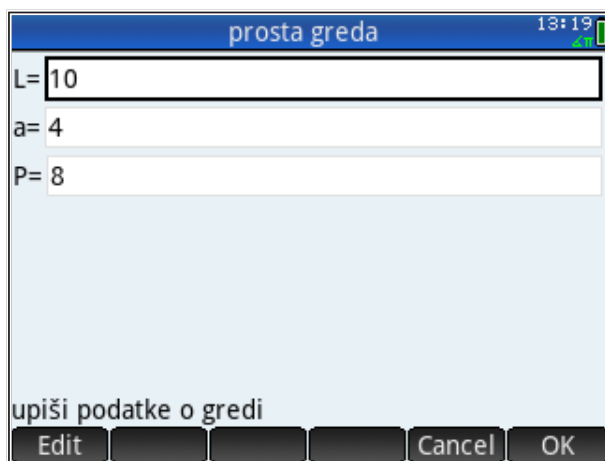 prosta greda 13:19
∡π
L= 10
a= 4
P= 8
upiši podatke o gredi
Edit Cancel OK